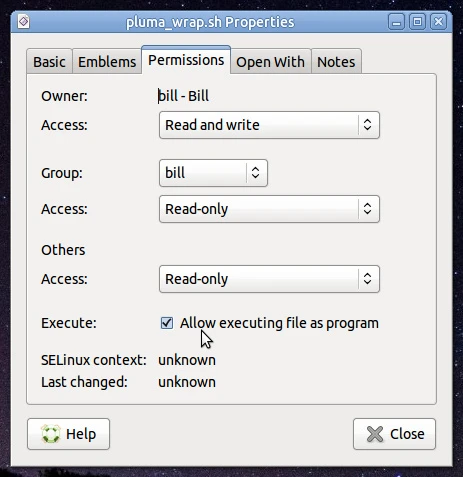 pluma_wrap.sh Properties
Basic Emblems Permissions Open With Notes
Owner: bill - Bill
Access: Read and write
Group: bill
Access: Read-only
Others
Access: Read-only
Execute: Allow executing file as program
SELinux context: unknown
Last changed: unknown
Help Close